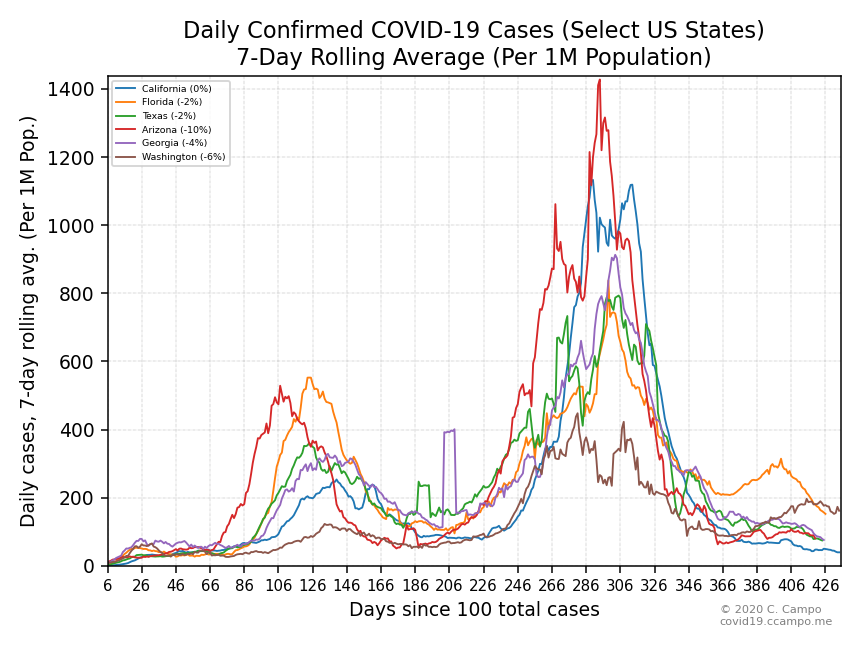 Daily Confirmed COVID-19 Cases (Select US States)
7-Day Rolling Average (Per 1M Population)
Daily cases, 7-day rolling avg. (Per 1M Pop.)
1400
1200
1000
800
600
400
200
0
California (0%)
Florida (-2%)
Texas (-2%)
Arizona (-10%)
Georgia (-4%)
Washington (-6%)
6 26 46 66 86 106 126 146 166 186 206 226 246 266 286 306 326 346 366 386 406 426
Days since 100 total cases
© 2020 C. Campo
covid19.ccampo.me